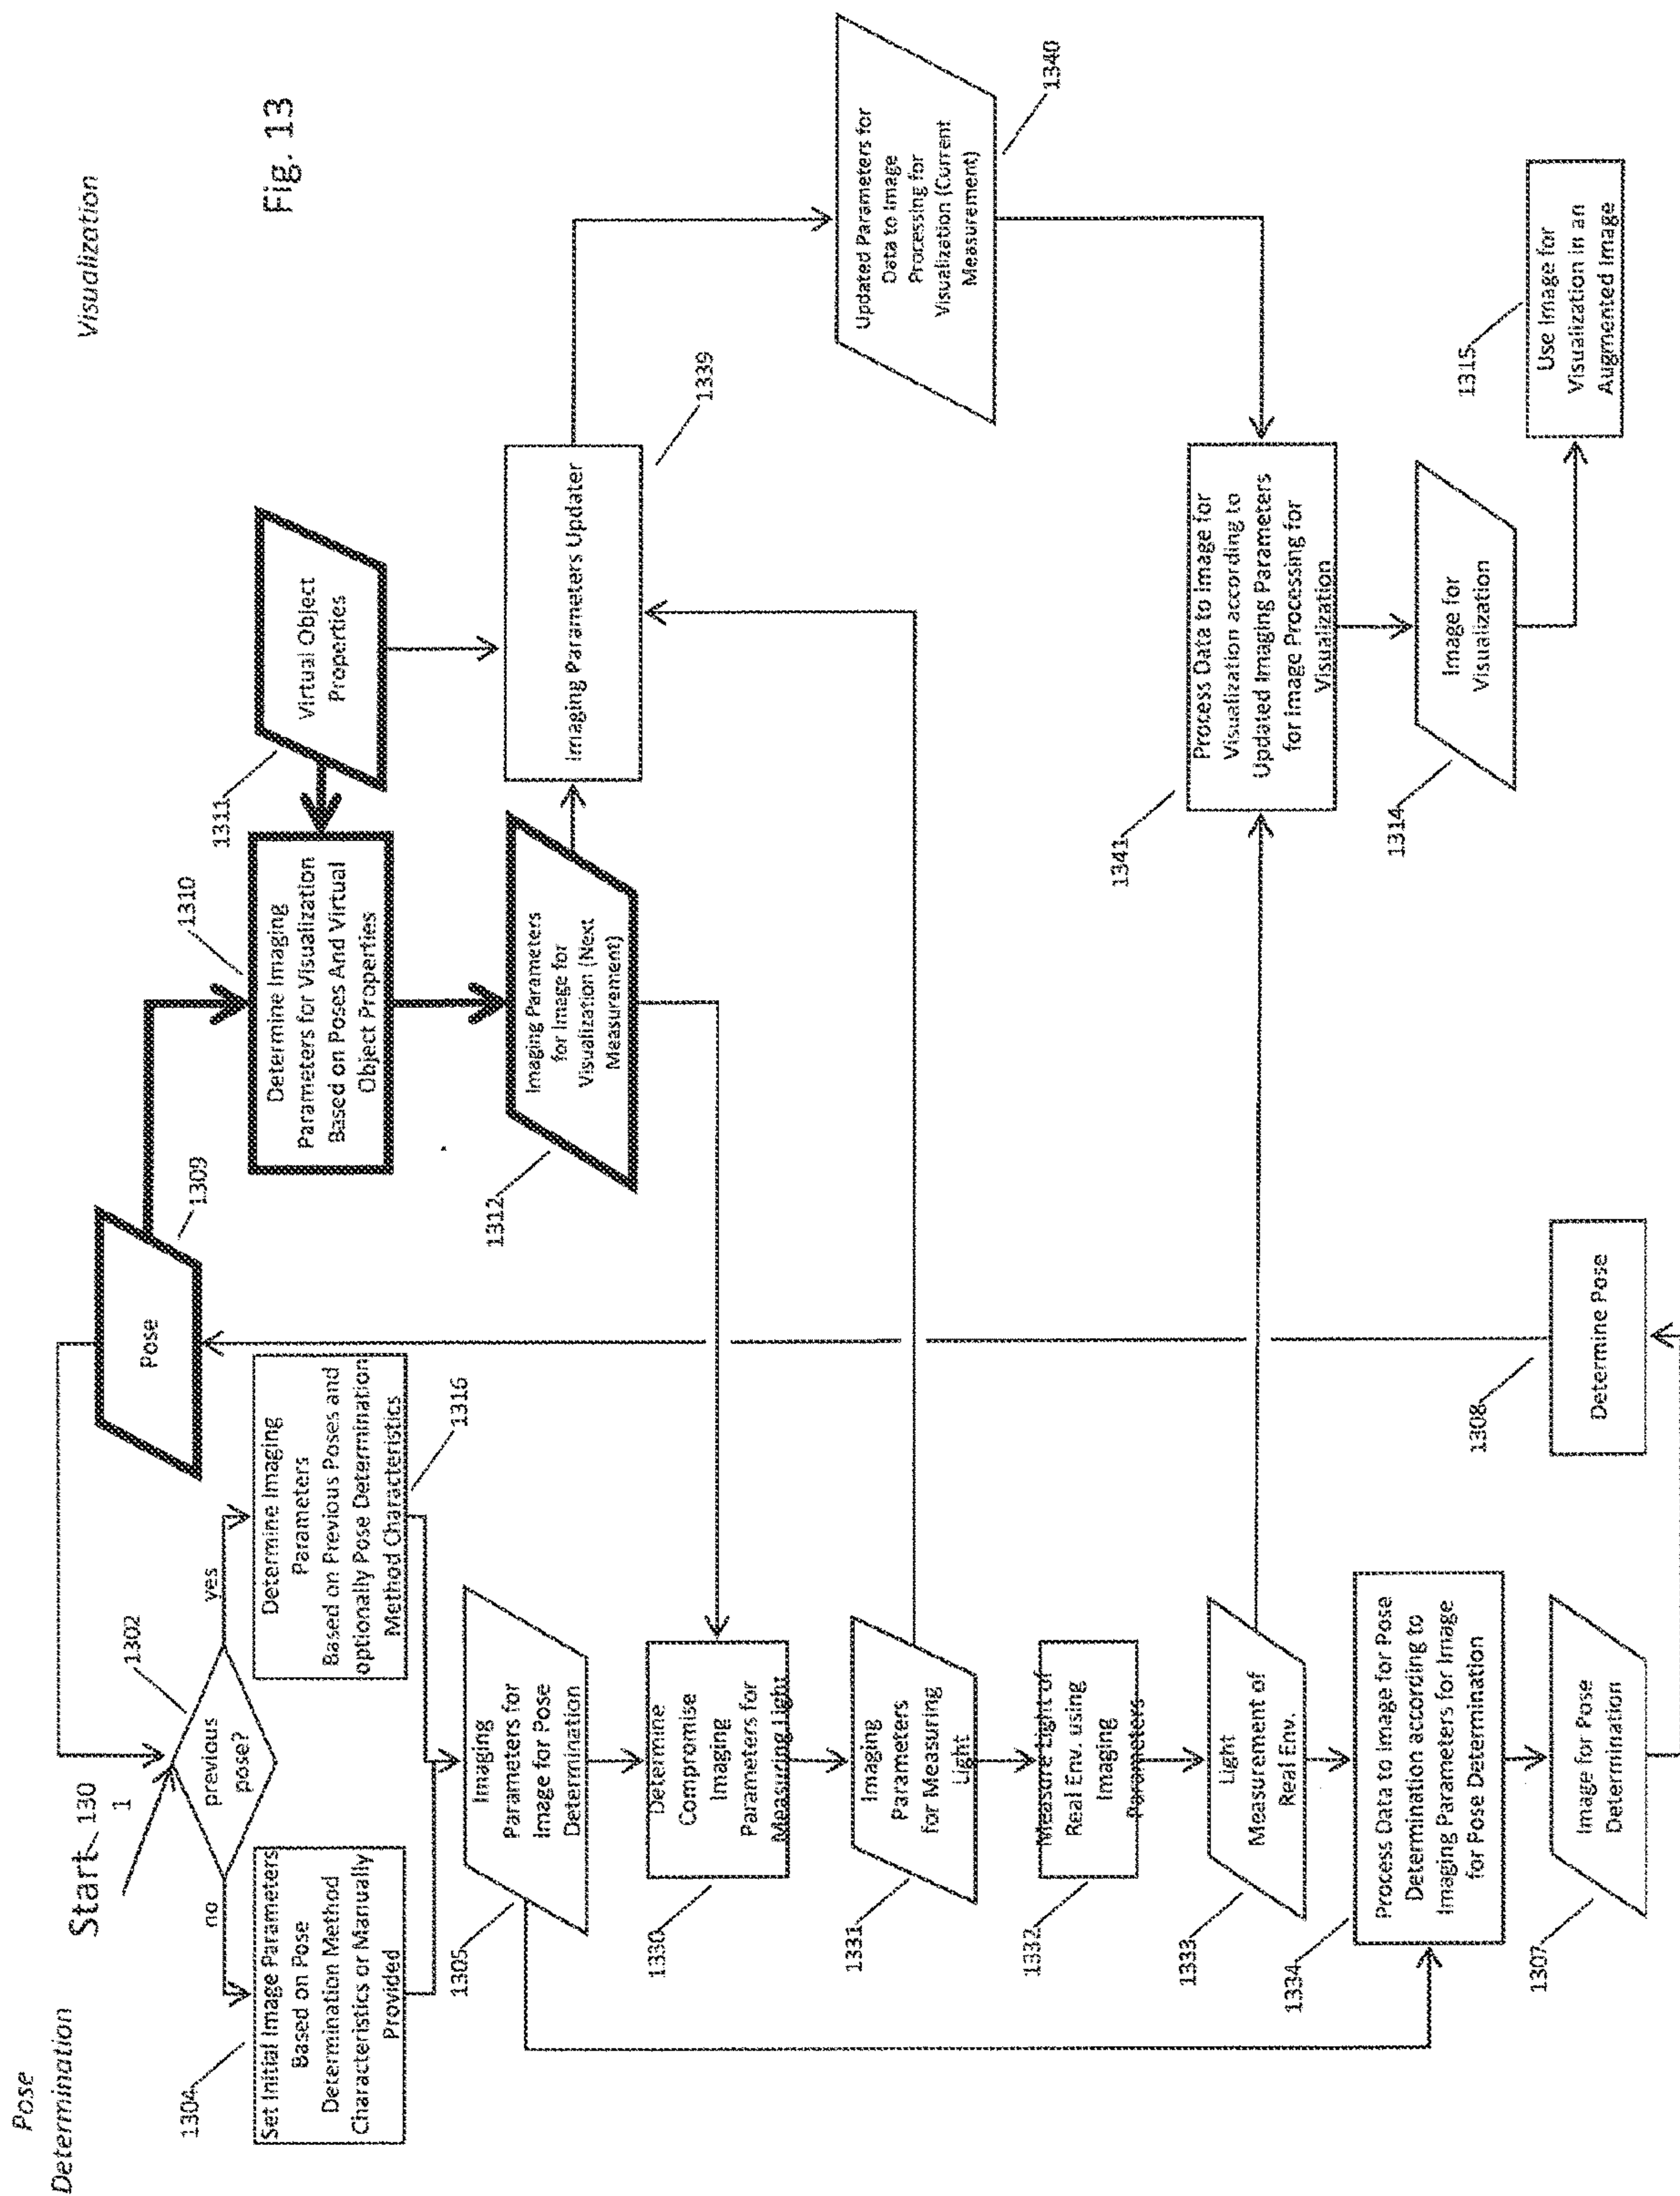 Pose
Determination
Visualization
Fig. 13
Start
130
1
previous
pose?
1302
no
yes
Set Initial Image Parameters
Based on Pose
Determination Method
Characteristics or Manually
Provided
1304
Determine Imaging
Parameters
Based on Previous Poses and
optionally Pose Determination
Method Characteristics
1316
Pose
1309
Determine Imaging
Parameters for Visualization
Based on Poses And Virtual
Object Properties
1310
Virtual Object
Properties
1311
Imaging
Parameters for
Image for Pose
Determination
1305
Imaging Parameters
for Image for
Visualization (Next
Measurement)
1312
Imaging Parameters Updater
1339
Determine
Compromise
Imaging
Parameters for
Measuring Light
1330
Imaging
Parameters
for Measuring
Light
1331
Updated Parameters for
Data to Image
Processing for
Visualization (Current
Measurement)
1340
Measure Light of
Real Env. using
Imaging
Parameters
1332
Light
Measurement of
Real Env.
1333
Process Data to Image for
Visualization according to
Updated Imaging Parameters
for Image Processing for
Visualization
1341
Process Data to Image for Pose
Determination according to
Imaging Parameters for Image
for Pose Determination
1334
Image for
Visualization
1314
Use Image for
Visualization in an
Augmented Image
1315
Image for Pose
Determination
1307
Determine Pose
1308